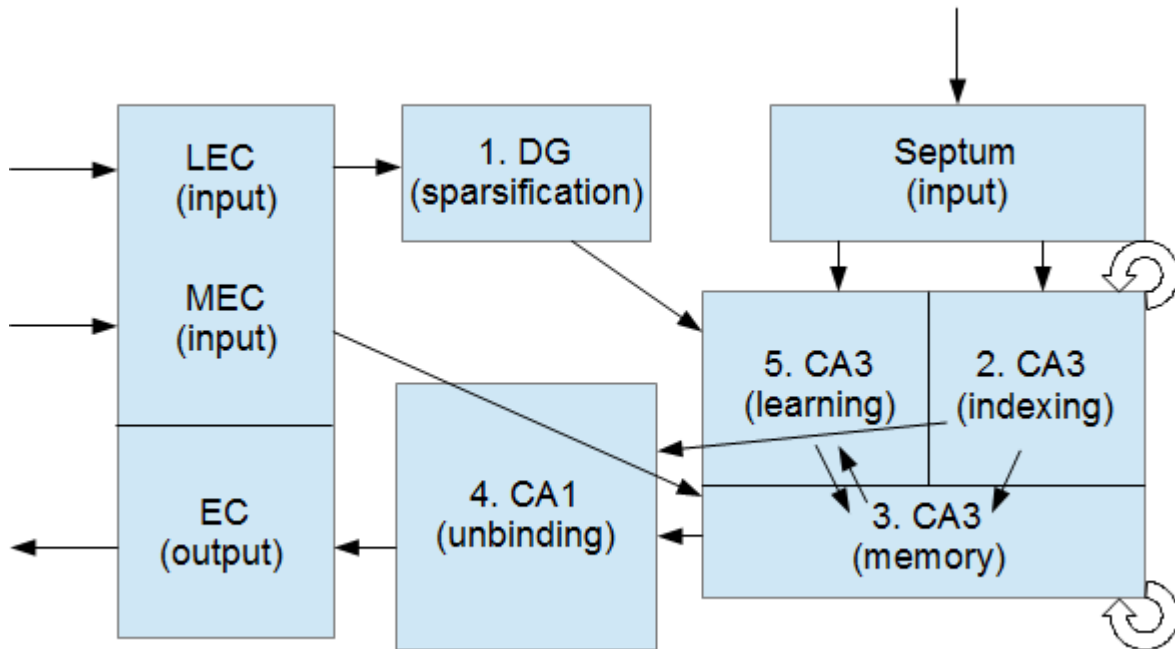 LEC
(input)
MEC
(input)
EC
(output)
1. DG
(sparsification)
Septum
(input)
5. CA3
(learning)
2. CA3
(indexing)
3. CA3
(memory)
4. CA1
(unbinding)